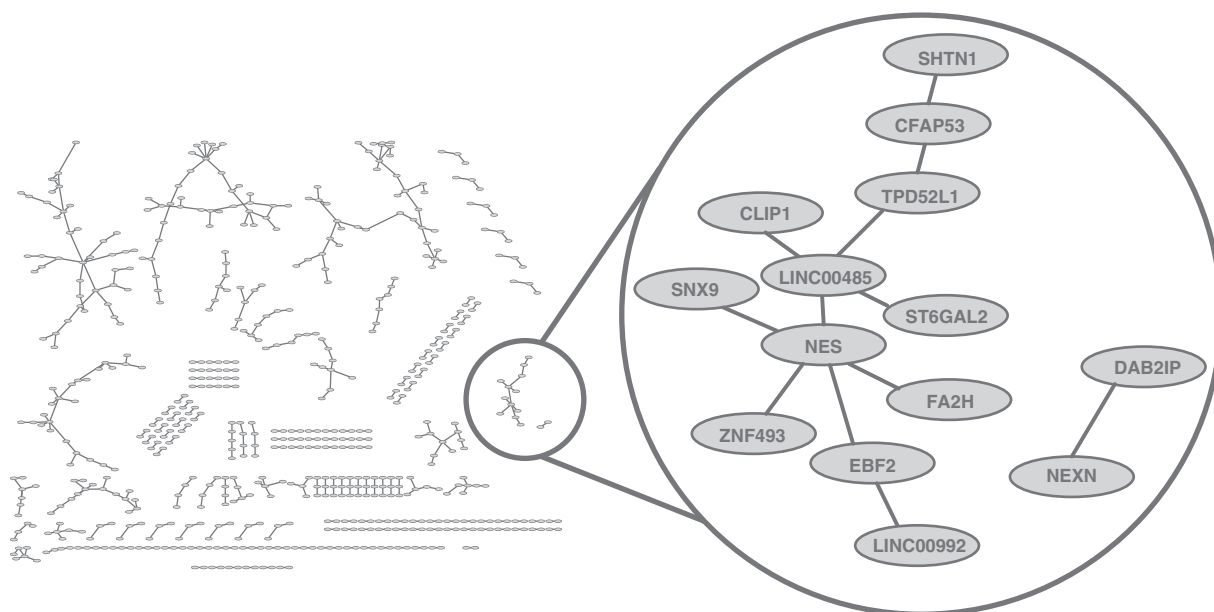 SHTN1
CFAP53
TPD52L1
CLIP1
LINC00485
SNX9
ST6GAL2
NES
DAB2IP
FA2H
ZNF493
EBF2
NEXN
LINC00992